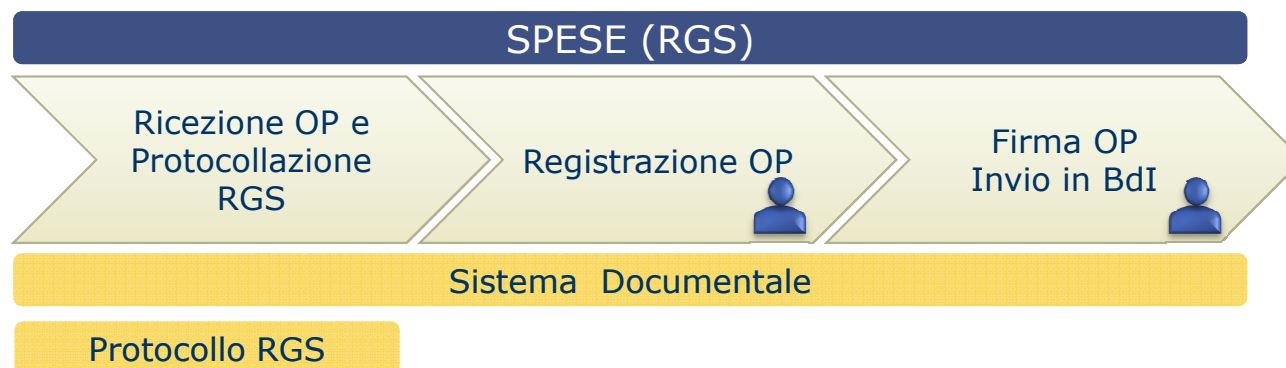 SPESE (RGS)
Ricezione OP e
Protocollazione
RGS
Registrazione OP
Firma OP
Invio in BdI
Sistema Documentale
Protocollo RGS